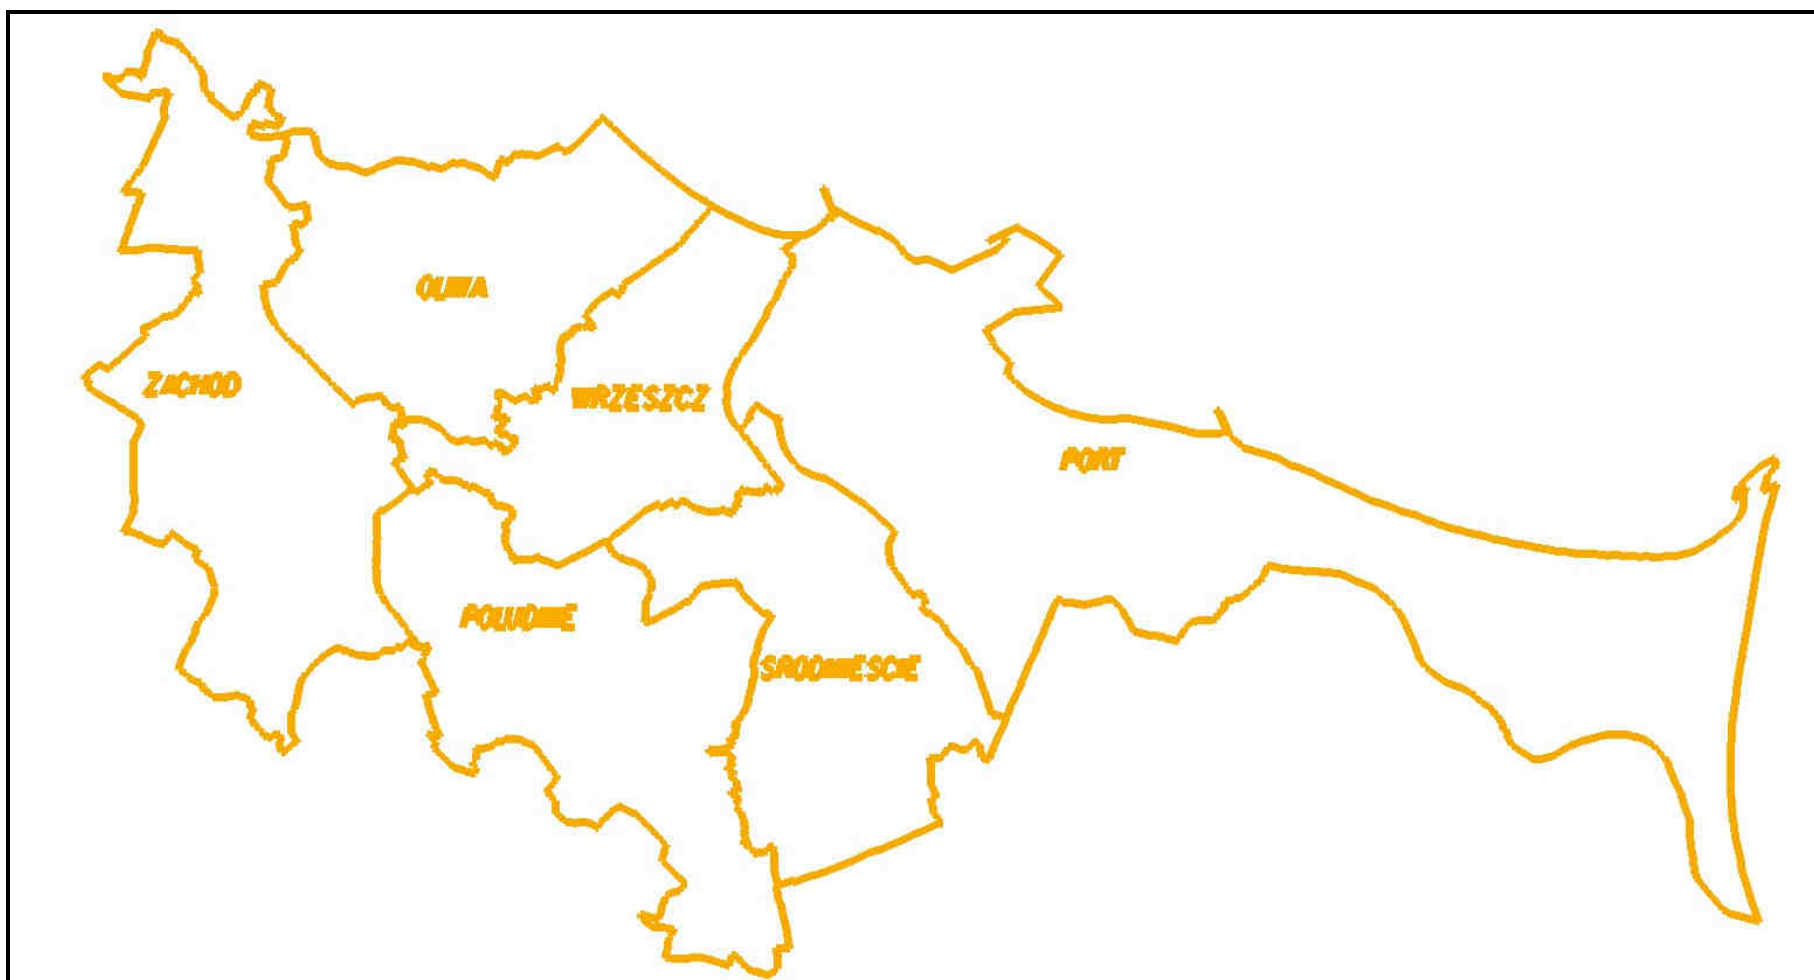 OLIWA
ZACHOD
WRZESZCZ
PORT
POLUDNIE
SRODMIESCIE